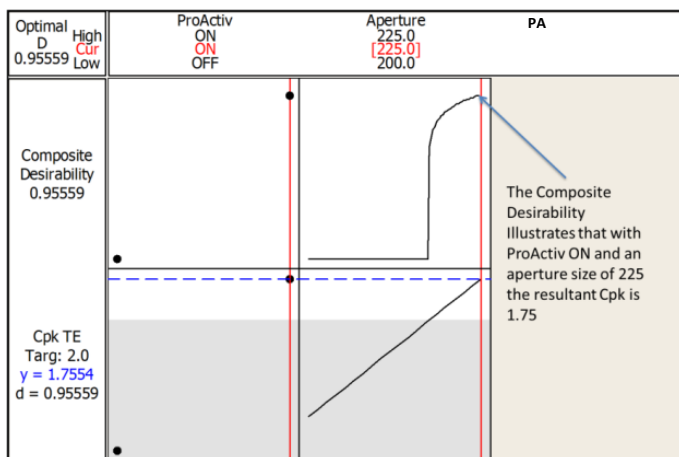 Optimal
D
0.95559
High
Cur
Low
ProActiv
ON
ON
OFF
Aperture
225.0
[225.0]
200.0
PA
Composite
Desirability
0.95559
The Composite
Desirability
Illustrates that with
ProActiv ON and an
aperture size of 225
the resultant Cpk is
1.75
Cpk TE
Targ: 2.0
y = 1.7554
d = 0.95559